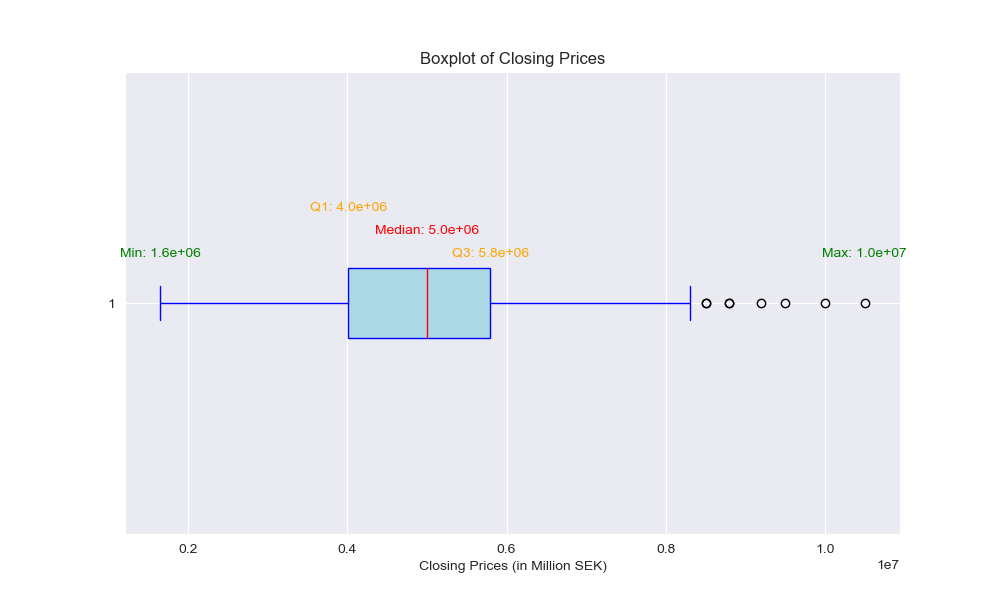 Boxplot of Closing Prices
Q1: 4.0e+06
Median: 5.0e+06
Min: 1.6e+06
Q3: 5.8e+06
Max: 1.0e+07
1
0.2
0.4
0.6
0.8
1.0
Closing Prices (in Million SEK)
1e7